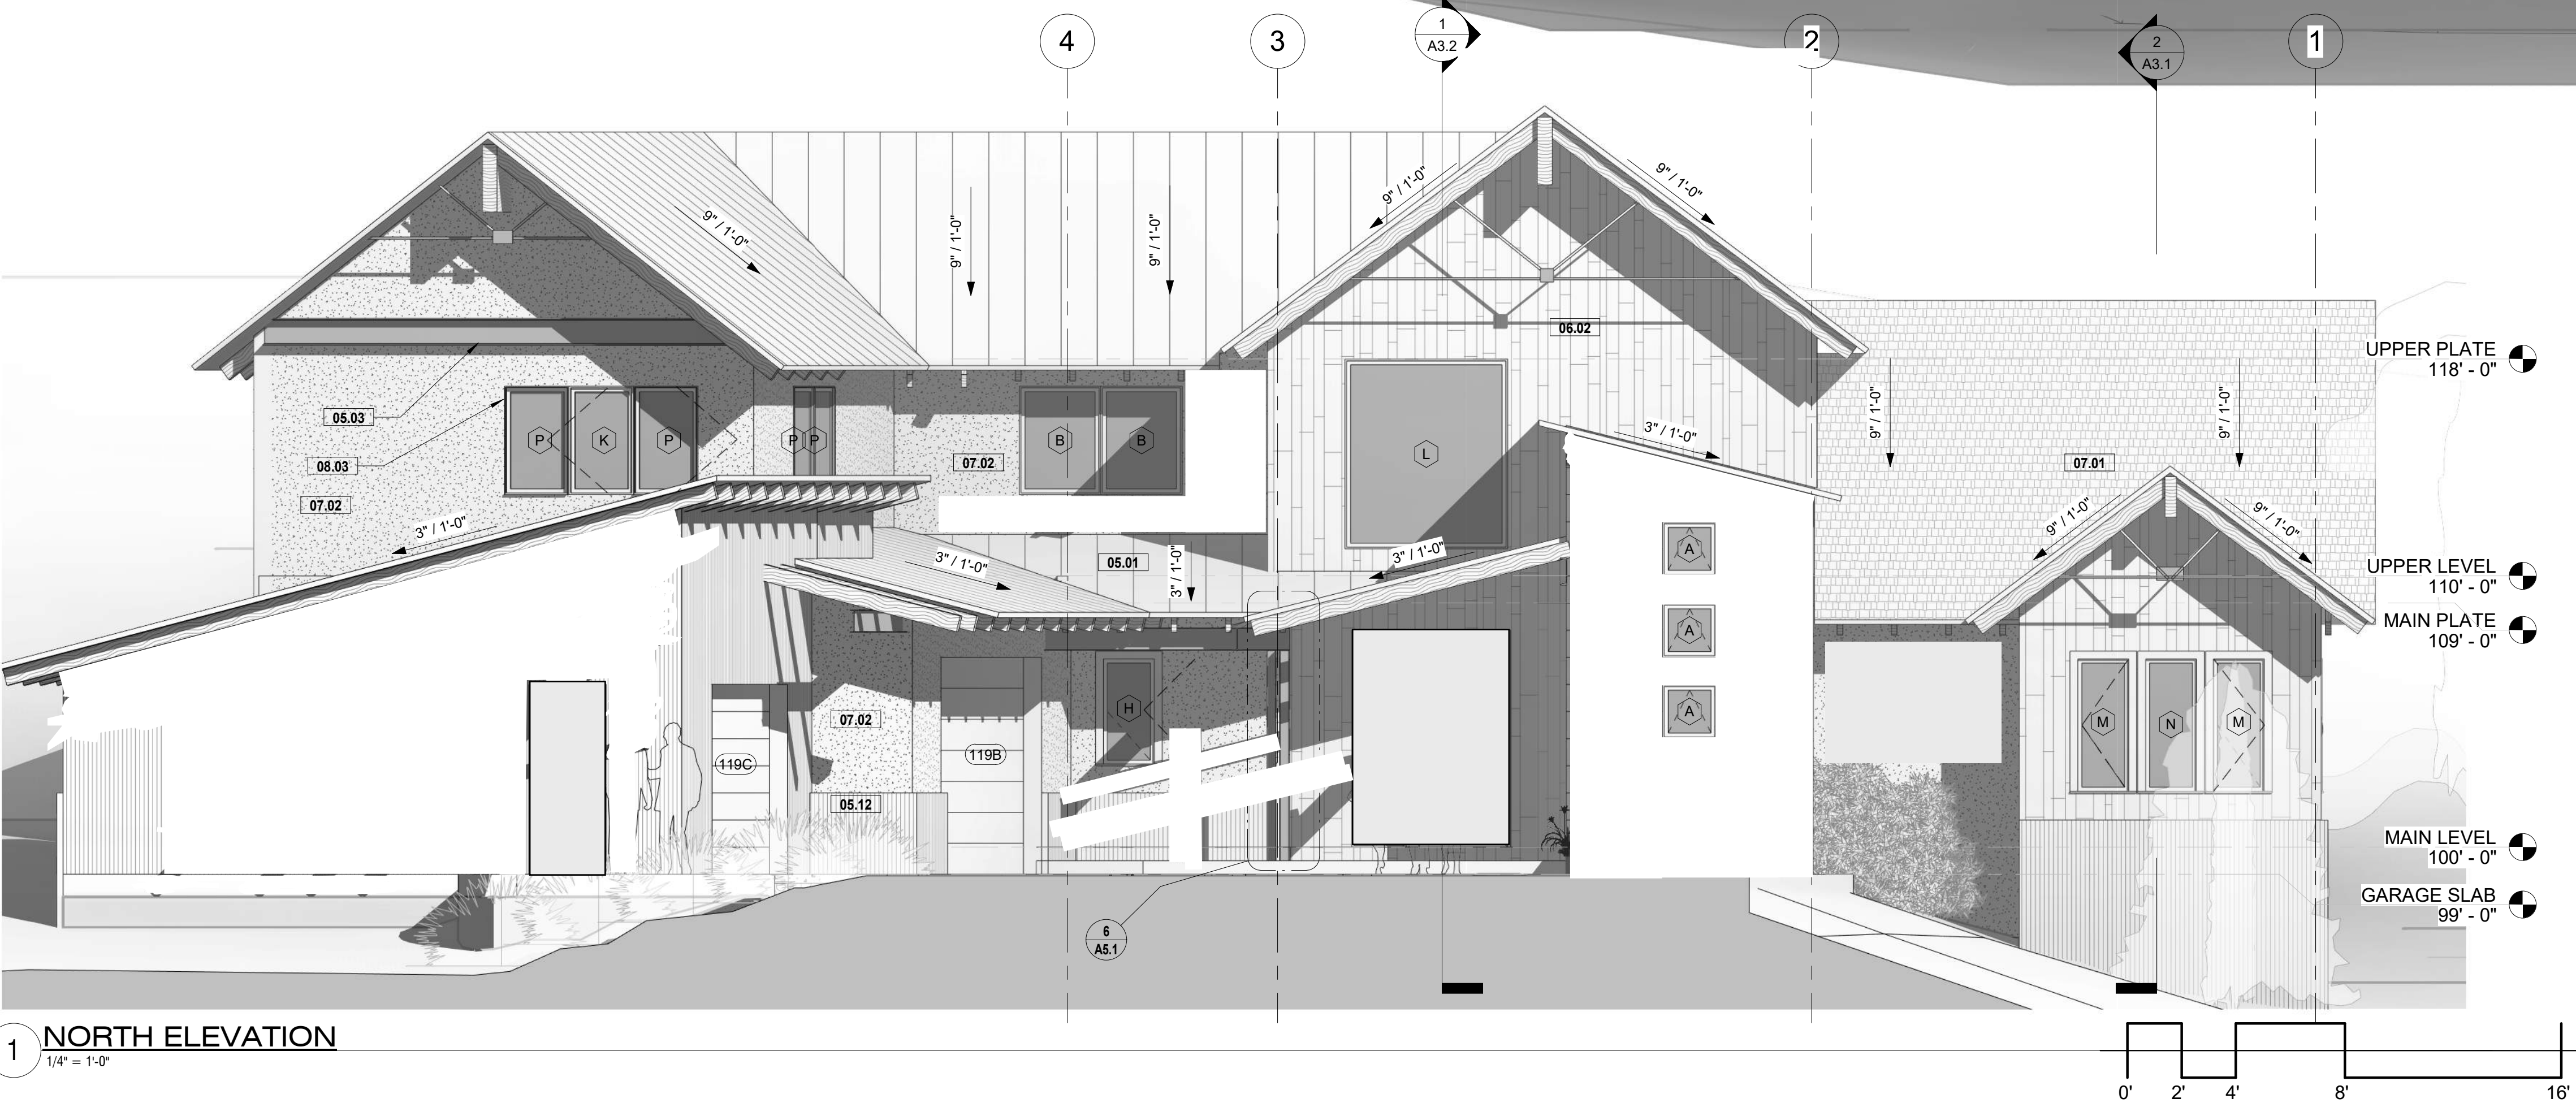 4
3
1
A3.2
2
2
A3.1
1
9" / 1'-0"
9" / 1'-0"
9" / 1'-0"
9" / 1'-0"
9" / 1'-0"
06.02
UPPER PLATE
118' - 0"
05.03
08.03
07.02
P
K
P
P
P
07.02
B
B
L
3" / 1'-0"
9" / 1'-0"
9" / 1'-0"
07.01
3" / 1'-0"
3" / 1'-0"
05.01
3" / 1'-0"
3" / 1'-0"
A
A
A
9" / 1'-0"
9" / 1'-0"
UPPER LEVEL
110' - 0"
MAIN PLATE
109' - 0"
119C
07.02
119B
H
M
N
M
05.12
MAIN LEVEL
100' - 0"
GARAGE SLAB
99' - 0"
6
A5.1
1
NORTH ELEVATION
1/4" = 1'-0"
0'
2'
4'
8'
16'